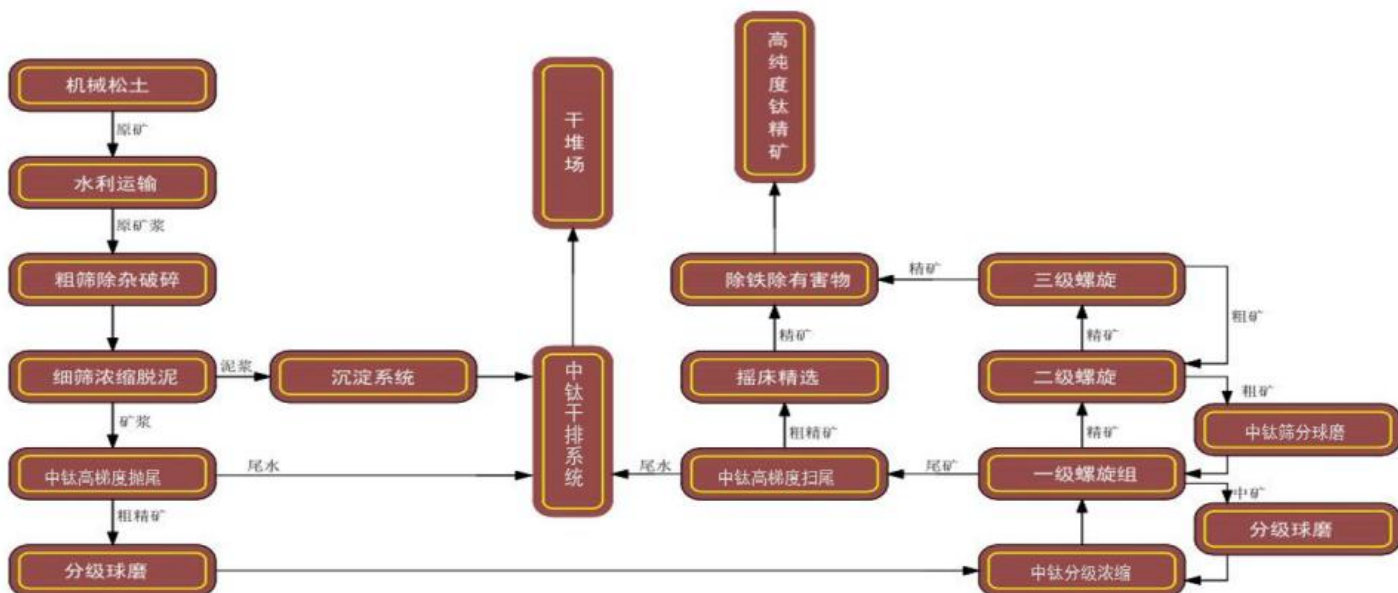 机械松土
原矿
水利运输
原矿浆
粗筛除杂破碎
细筛浓缩脱泥
泥浆
沉淀系统
矿浆
中钛高梯度抛尾
尾水
粗精矿
分级球磨
干堆场
中钛干排系统
高纯度钛精矿
除铁除有害物
精矿
三级螺旋
粗矿
精矿
精矿
摇床精选
二级螺旋
粗矿
中钛筛分球磨
粗精矿
精矿
尾水
中钛高梯度扫尾
尾矿
一级螺旋组
中矿
分级球磨
中钛分级浓缩